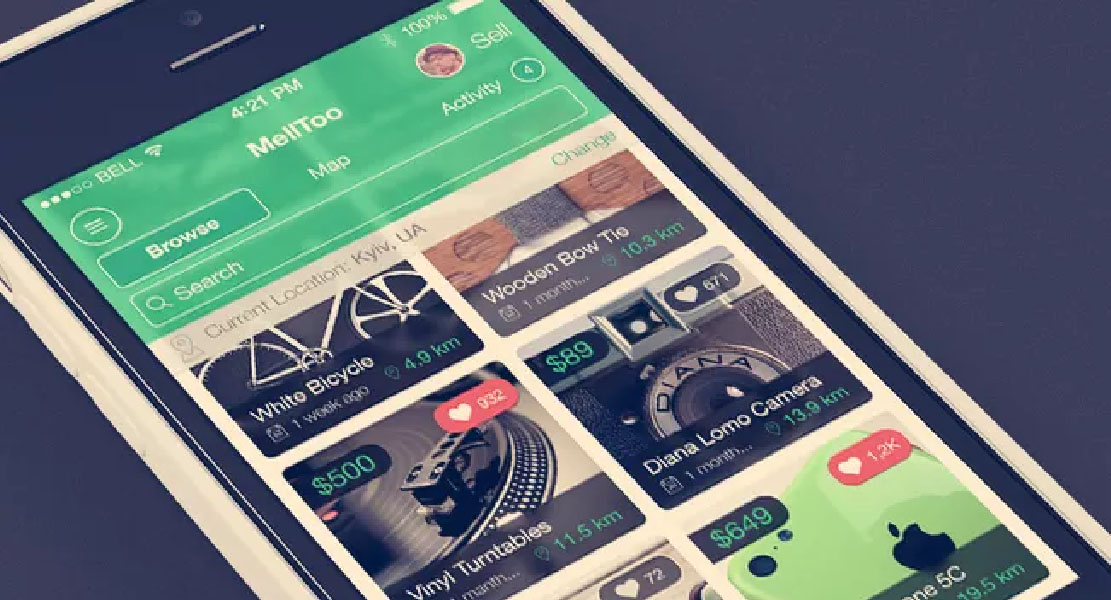 BELL 4:21 PM 100%
MellToo
Sell
Browse
Map
Activity 4
Search
Current Location: Kyiv, UA
Change
White Bicycle
4.9 km
1 week ago
Wooden Bow Tie
10.3 km
1 month...
932
$500
Vinyl Turntables
11.5 km
month...
671
$89
DIANA
Diana Lomo Camera
13.9 km
1 month...
72
1,2K
$649
ne 5C
19.5 km